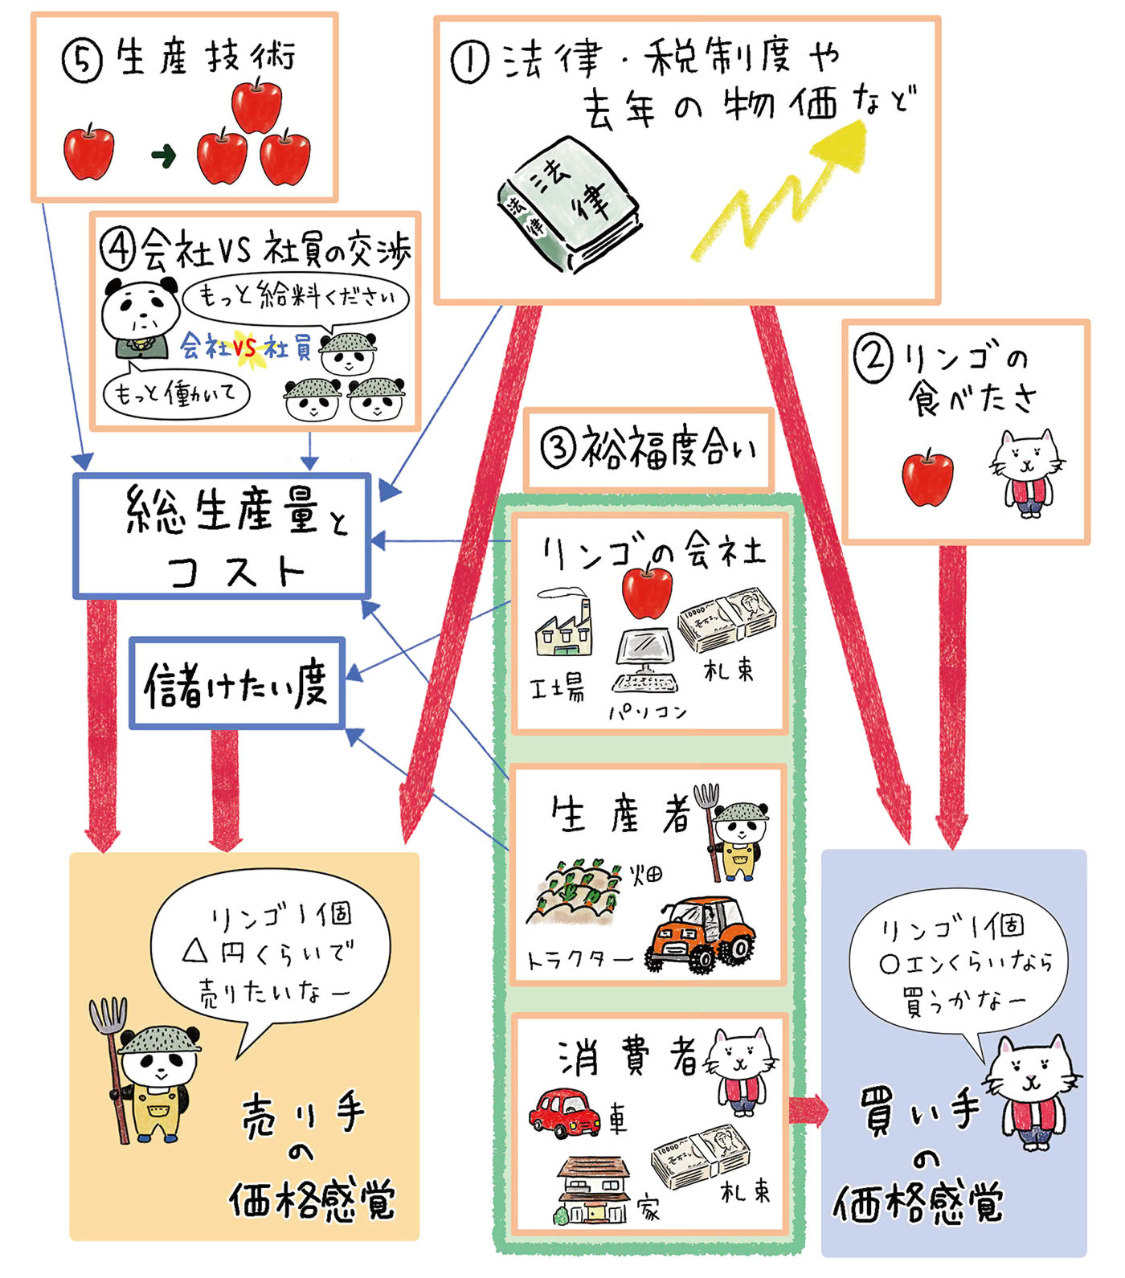 ⑤生産技術
①法律・税制度や
去年の物価など
法律
法律
④会社VS社員の交渉
もっと給料ください
会社VS社員
もっと働いて
②リンゴの
食べたさ
③裕福度合い
総生産量と
コスト
リンゴの会社
工場
パソコン
札束
儲けたい度
生産者
畑
トラクター
リンゴ1個
△円くらいで
売りたいなー
売り手
の
価格感覚
消費者
車
札束
家
リンゴ1個
○エンくらいなら
買うかなー
買い手
の
価格感覚